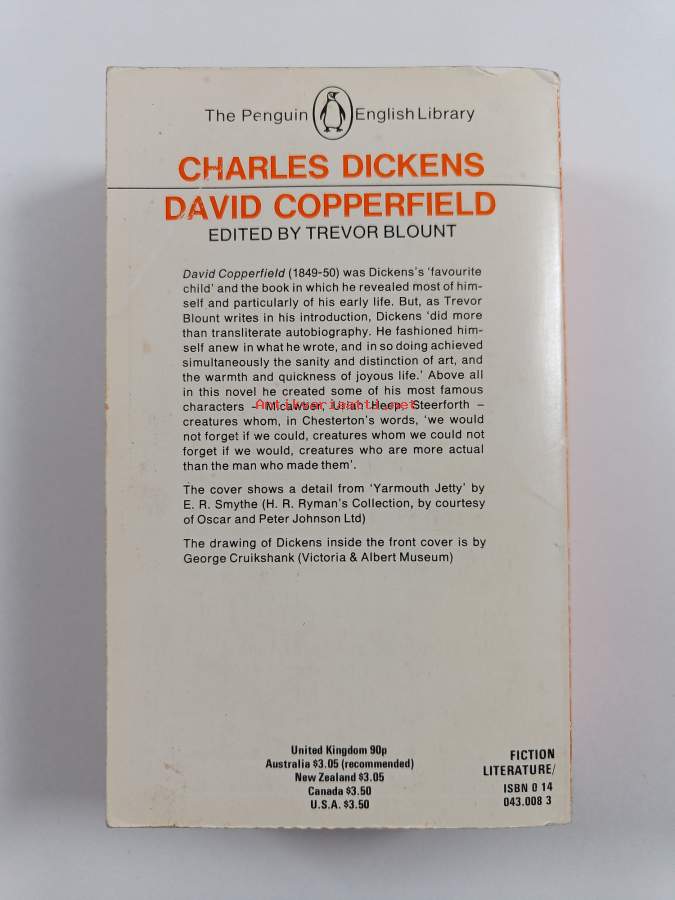 The Penguin English Library
CHARLES DICKENS
DAVID COPPERFIELD
EDITED BY TREVOR BLOUNT
David Copperfield (1849-50) was Dickens's 'favourite
child' and the book in which he revealed most of him-
self and particularly of his early life. But, as Trevor
Blount writes in his introduction, Dickens 'did more
than transliterate autobiography. He fashioned him-
self anew in what he wrote, and in so doing achieved
simultaneously the sanity and distinction of art, and
the warmth and quickness of joyous life.' Above all
in this novel he created some of his most famous
characters – Micawber, Uriah Heep, Steerforth –
Antikvariaatti.net
creatures whom, in Chesterton's words, 'we would
not forget if we could, creatures whom we could not
forget if we would, creatures who are more actual
than the man who made them'.
The cover shows a detail from 'Yarmouth Jetty' by
E. R. Smythe (H. R. Ryman's Collection, by courtesy
of Oscar and Peter Johnson Ltd)
The drawing of Dickens inside the front cover is by
George Cruikshank (Victoria & Albert Museum)
United Kingdom 90p
Australia $3.05 (recommended)
New Zealand $3.05
Canada $3.50
U.S.A. $3.50
FICTION
LITERATURE/
ISBN 0 14
043.008 3